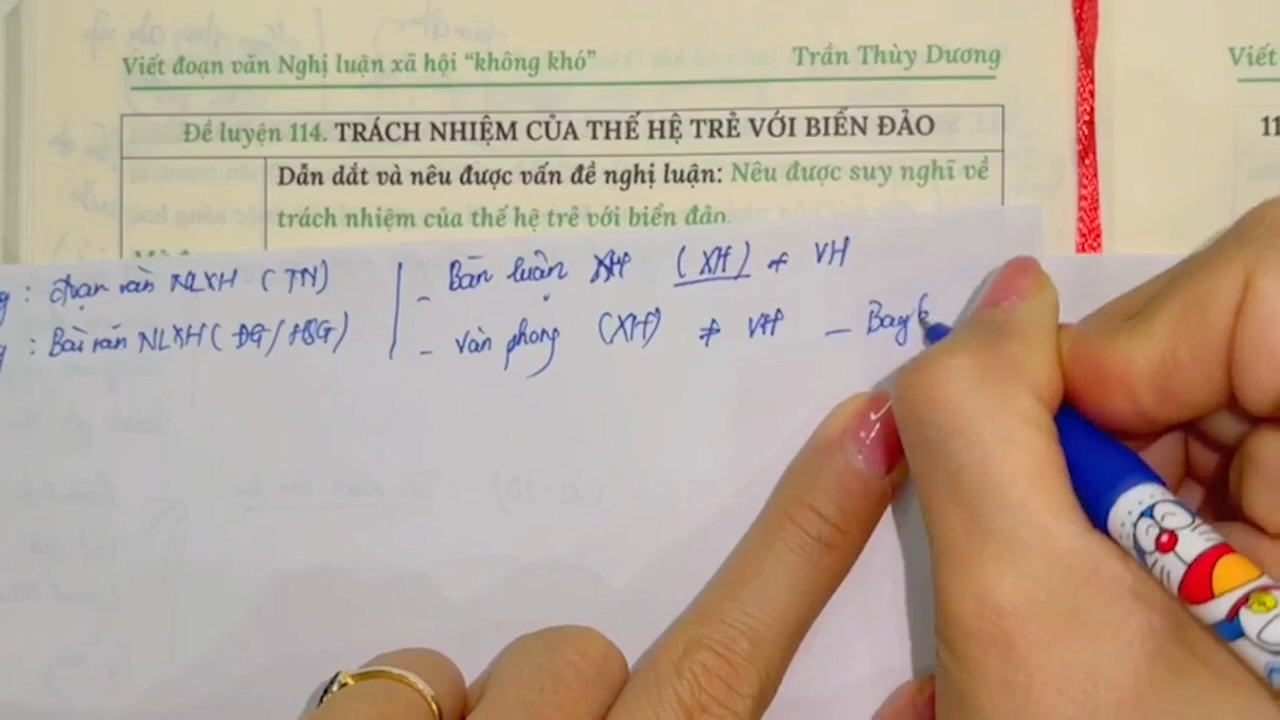 Viết đoạn văn Nghị luận xã hội “không khó”
Trần Thùy Dương
Đề luyện 114. TRÁCH NHIỆM CỦA THẾ HỆ TRẺ VỚI BIỂN ĐẢO
Dẫn dắt và nêu được vấn đề nghị luận: Nêu được suy nghĩ về
trách nhiệm của thế hệ trẻ với biển đảo.
: đoạn văn NLXH (TN)
: Bài văn NLXH (ĐG/HSG)
- Bàn luận (XH) ≠ VH
- Văn phong (XH) ≠ VH - Bay
Viết
11